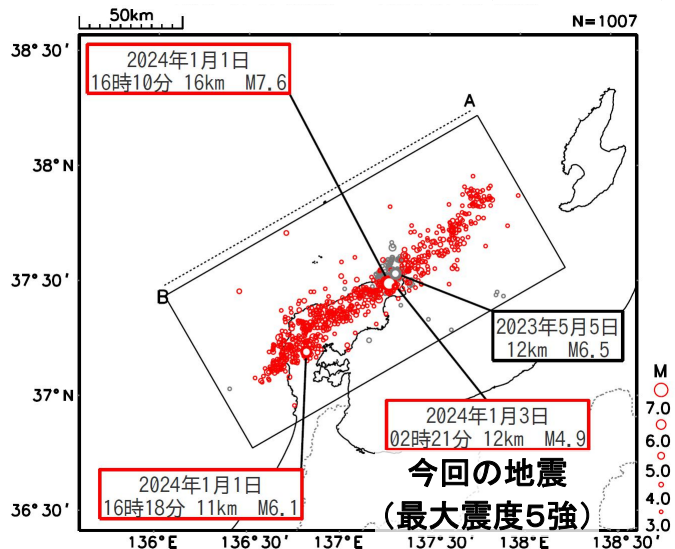 50km
N=1007
38°30′
2024年1月1日
16時10分 16km M7.6
A
38°N
37°30′
B
2023年5月5日
12km M6.5
37°N
2024年1月3日
02時21分 12km M4.9
2024年1月1日
16時18分 11km M6.1
今回の地震
（最大震度５強）
36°30′
M
7.0
6.0
5.0
4.0
3.0
136°E
136°30′
137°E
137°30′
138°E
138°30′